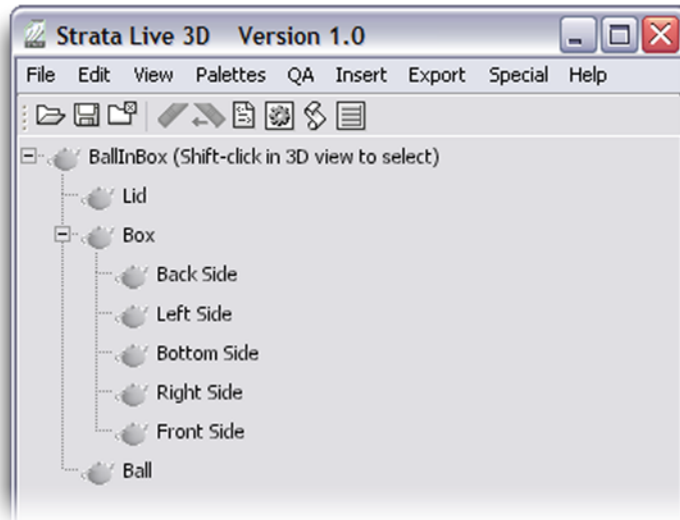 Strata Live 3D Version 1.0
File Edit View Palettes QA Insert Export Special Help
BallInBox (Shift-click in 3D view to select)
Lid
Box
Back Side
Left Side
Bottom Side
Right Side
Front Side
Ball